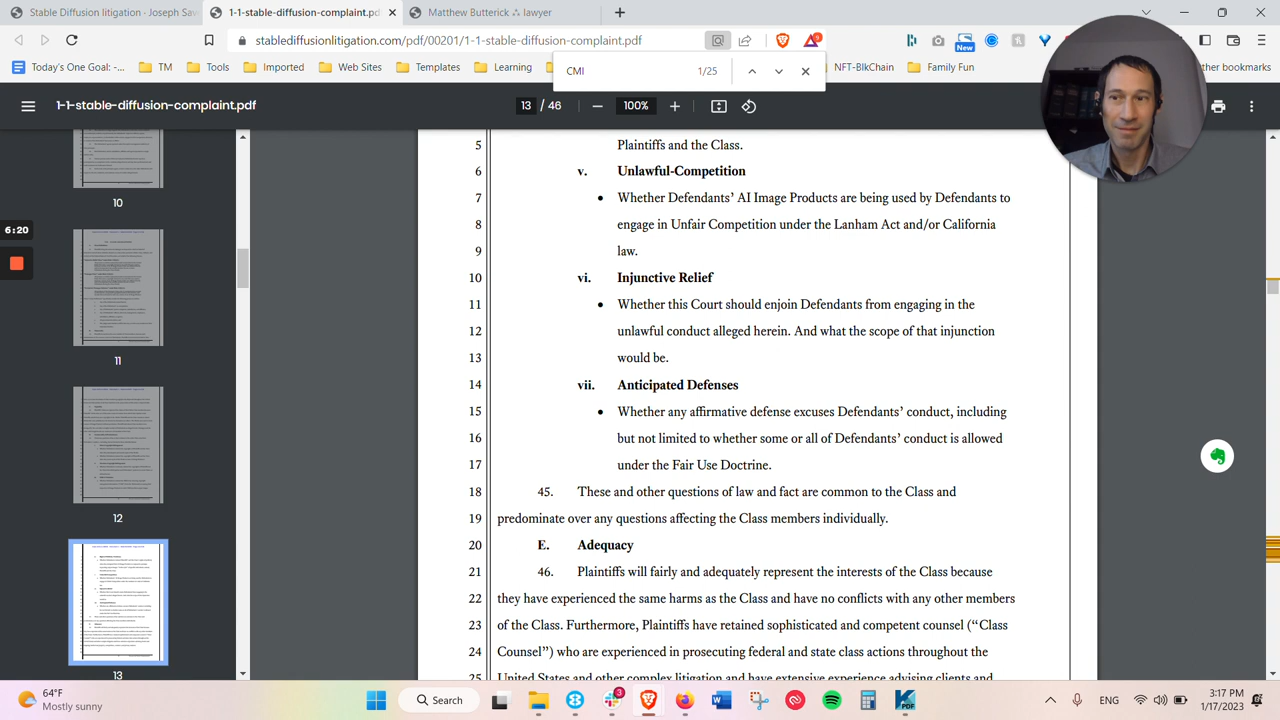 Stable Diffusion litigation · Joseph Sav
1-1-stable-diffusion-complaint.pdf
Matthew Butterick ⁂ lawyer
stablediffusionlitigation.com/pdf/00201/1-1-stable-diffusion-complaint.pdf
5
New
Today's One Goal: -...
TM
Tools
Imported
Web Sites
Templates
Learning
NFT-BlkChain
Family Fun
other bookmarks
CMI
1/25
1-1-stable-diffusion-complaint.pdf
13 / 46
100%
10
11
12
13
6:20
5 Plaintiffs and the Class.
6 v. Unlawful-Competition
7 • Whether Defendants' AI Image Products are being used by Defendants to
8 engage in Unfair Competition under the Lanham Act and/or California
9 law.
10 vi. Injunctive Relief
11 • Whether this Court should enjoin Defendants from engaging in the
12 unlawful conduct alleged herein. And what the scope of that injunction
13 would be.
14 vii. Anticipated Defenses
15 • Whether any affirmative defense excuses Defendants' conduct, including
16 but not limited to whether some or all of Defendants' conduct is allowed
17 under the Fair Use Doctrine.
18 45. These and other questions of law and fact are common to the Class and
19 predominate over any questions affecting the Class members individually.
20 E. Adequacy
21 46. Plaintiffs will fairly and adequately represent the interests of the Class because
22 they have experienced the same harms as the Class and have no conflicts with any other members
23 of the Class. Furthermore, Plaintiffs have retained sophisticated and competent counsel (“Class
24 Counsel”) who are experienced in prosecuting federal and state class actions throughout the
25 United States and other complex litigation and have extensive experience advising clients and
64°F
Mostly sunny
Search
3
PDF
ENG
3:17 PM
1/17/2023